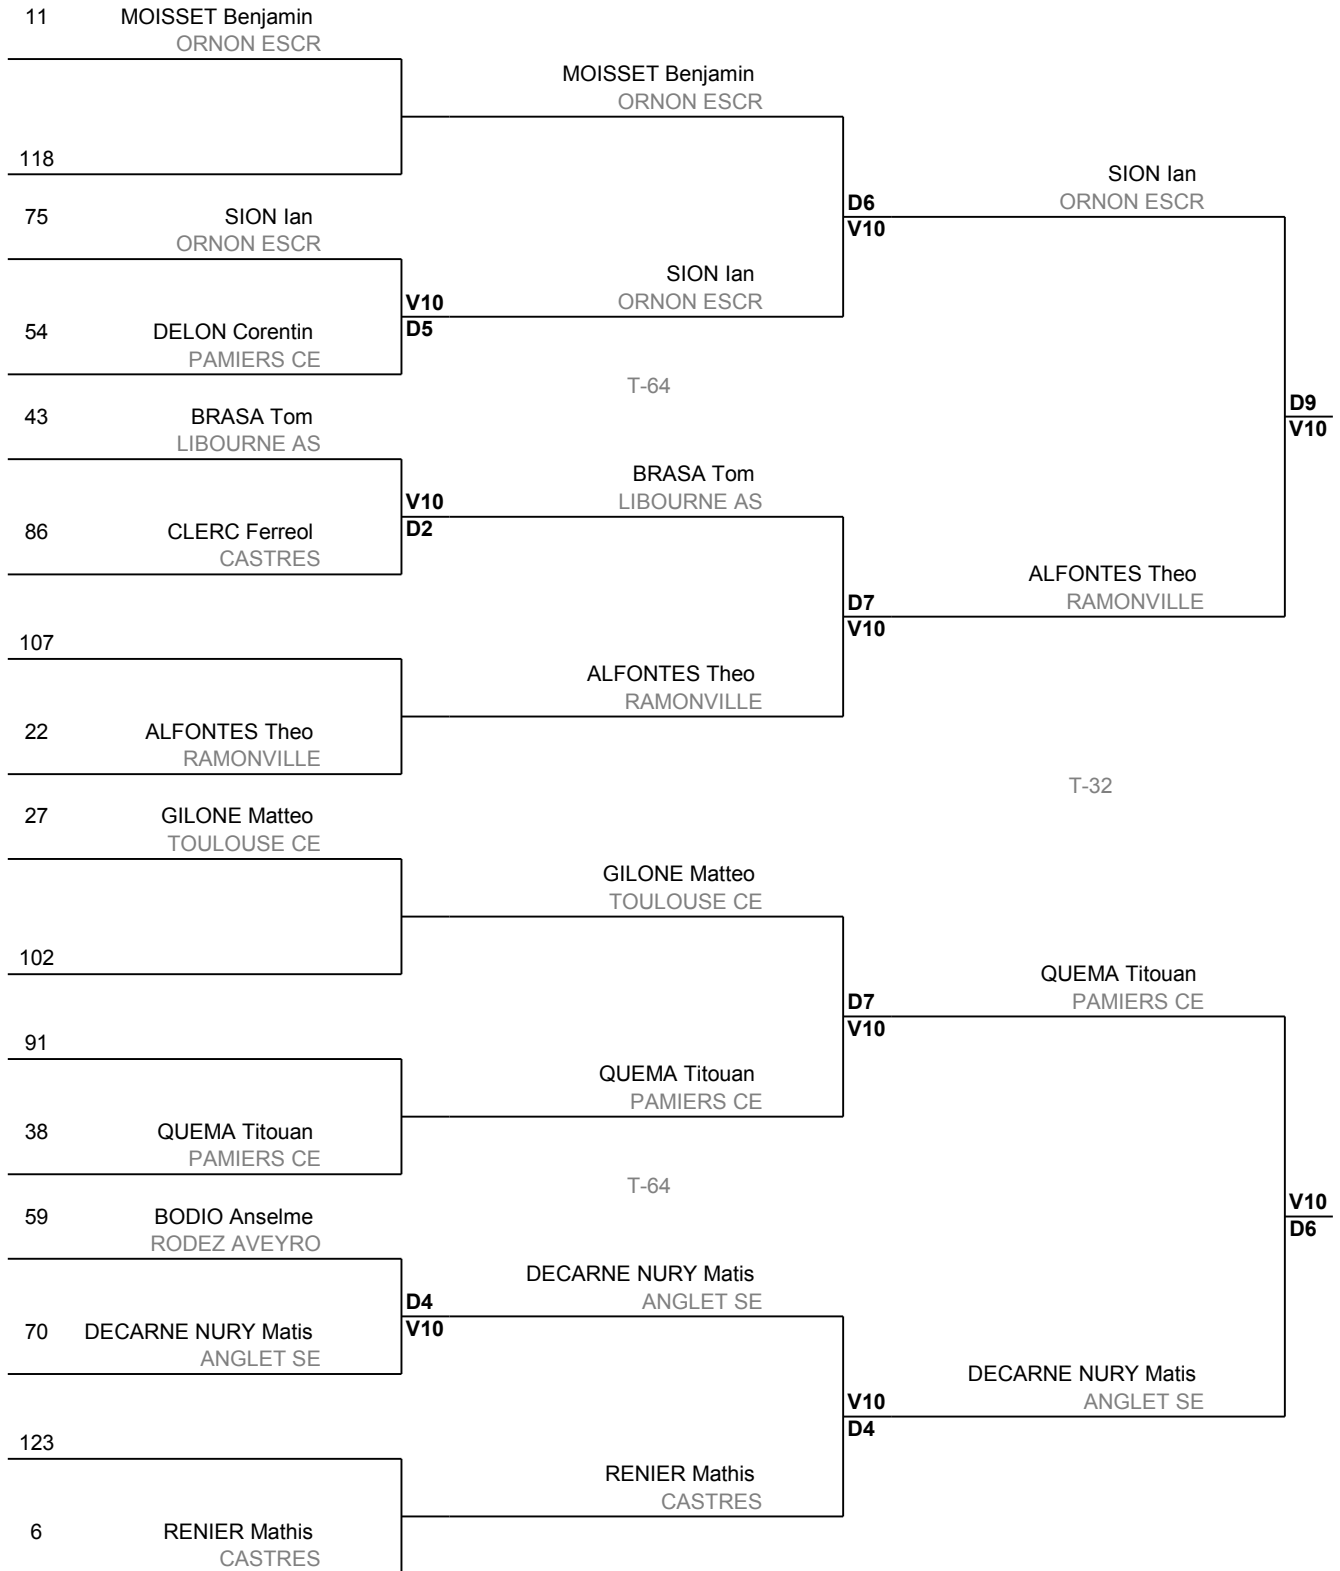 11 MOISSET Benjamin
ORNON ESCR
MOISSET Benjamin
ORNON ESCR
118
SION Ian
ORNON ESCR
D6
V10
75 SION Ian
ORNON ESCR
SION Ian
ORNON ESCR
V10
D5
54 DELON Corentin
PAMIERS CE
T-64
D9
V10
43 BRASA Tom
LIBOURNE AS
BRASA Tom
LIBOURNE AS
V10
D2
86 CLERC Ferreol
CASTRES
ALFONTES Theo
RAMONVILLE
D7
V10
107
ALFONTES Theo
RAMONVILLE
22 ALFONTES Theo
RAMONVILLE
T-32
27 GILONE Matteo
TOULOUSE CE
GILONE Matteo
TOULOUSE CE
102
QUEMA Titouan
PAMIERS CE
D7
V10
91
QUEMA Titouan
PAMIERS CE
38 QUEMA Titouan
PAMIERS CE
T-64
V10
D6
59 BODIO Anselme
RODEZ AVEYRO
DECARNE NURY Matis
ANGLET SE
D4
V10
70 DECARNE NURY Matis
ANGLET SE
DECARNE NURY Matis
ANGLET SE
V10
D4
123
RENIER Mathis
CASTRES
6 RENIER Mathis
CASTRES